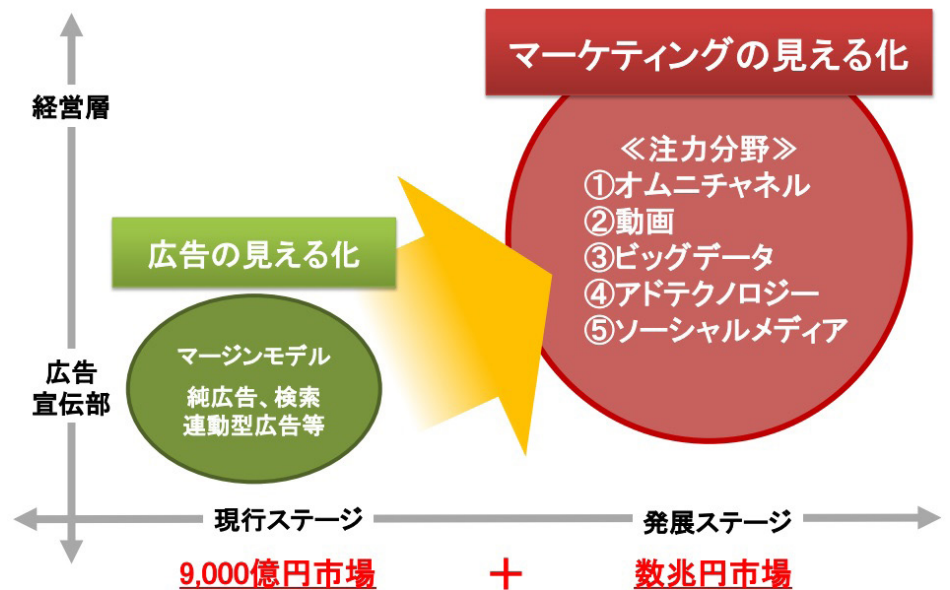 マーケティングの見える化
経営層
≪注力分野≫
①オムニチャネル
②動画
③ビッグデータ
④アドテクノロジー
⑤ソーシャルメディア
広告の見える化
マージンモデル
純広告、検索
連動型広告等
広告
宣伝部
現行ステージ
発展ステージ
9,000億円市場
＋
数兆円市場